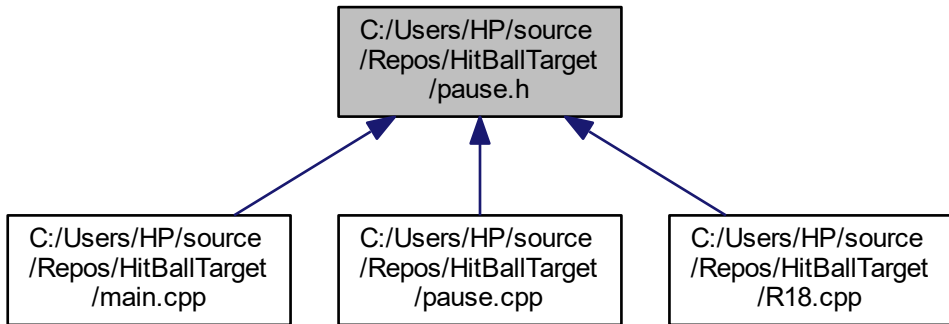 C:/Users/HP/source
/Repos/HitBallTarget
/pause.h
C:/Users/HP/source
/Repos/HitBallTarget
/main.cpp
C:/Users/HP/source
/Repos/HitBallTarget
/pause.cpp
C:/Users/HP/source
/Repos/HitBallTarget
/R18.cpp